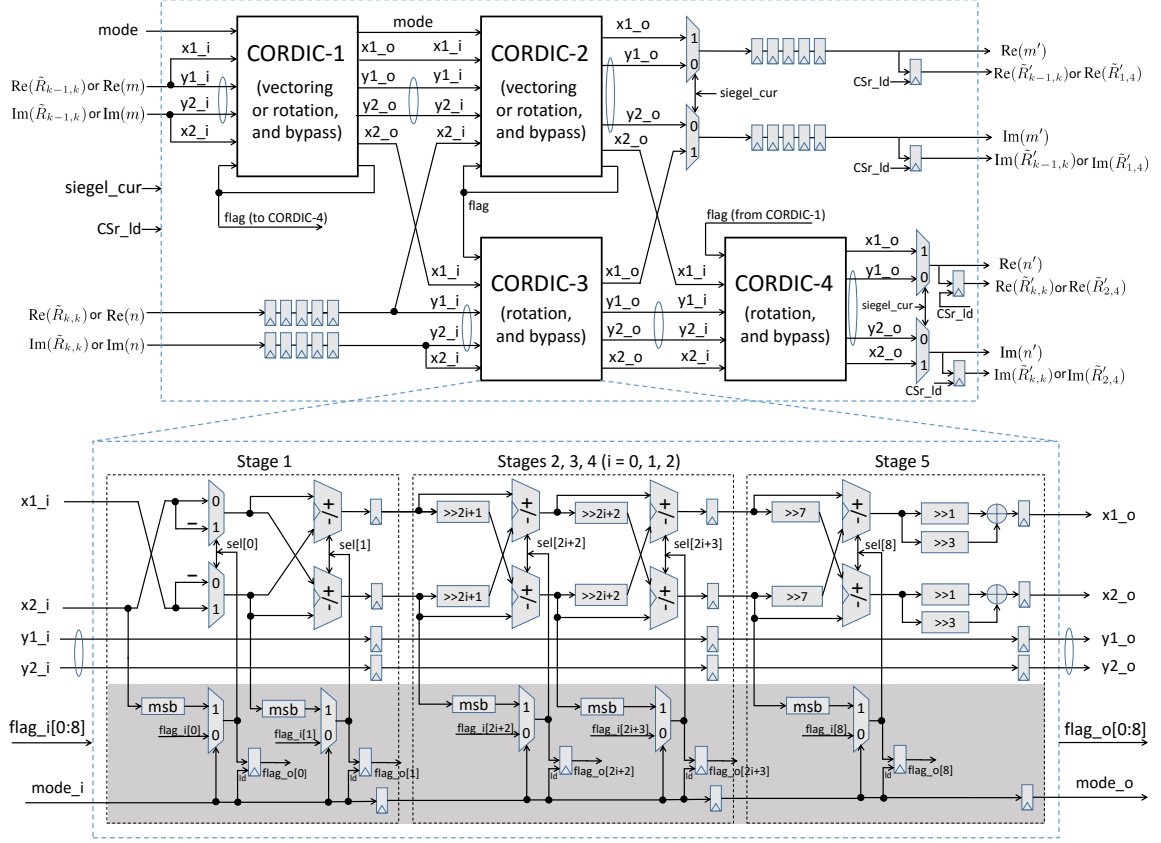 mode
x1_i
y1_i
y2_i
x2_i
Re(R̃_{k−1,k}) or Re(m)
Im(R̃_{k−1,k}) or Im(m)
siegel_cur
CSr_ld
CORDIC-1
(vectoring
or rotation,
and bypass)
flag (to CORDIC-4)
mode
x1_o
y1_o
y2_o
x2_o
x1_i
y1_i
y2_i
x2_i
CORDIC-2
(vectoring
or rotation,
and bypass)
flag
x1_o
y1_o
y2_o
x2_o
1
0
siegel_cur
0
1
CSr_ld
CSr_ld
Re(m′)
Re(R̃′_{k−1,k}) or Re(R̃′_{1,4})
Im(m′)
Im(R̃′_{k−1,k}) or Im(R̃′_{1,4})
Re(R̃_{k,k}) or Re(n)
Im(R̃_{k,k}) or Im(n)
x1_i
y1_i
y2_i
x2_i
CORDIC-3
(rotation,
and bypass)
x1_o
y1_o
y2_o
x2_o
flag (from CORDIC-1)
x1_i
y1_i
y2_i
x2_i
CORDIC-4
(rotation,
and bypass)
x1_o
y1_o
y2_o
x2_o
1
0
siegel_cur
0
1
CSr_ld
CSr_ld
Re(n′)
Re(R̃′_{k,k}) or Re(R̃′_{2,4})
Im(n′)
Im(R̃′_{k,k}) or Im(R̃′_{2,4})
Stage 1
Stages 2, 3, 4 (i = 0, 1, 2)
Stage 5
x1_i
x2_i
y1_i
y2_i
flag_i[0:8]
mode_i
0
1
−
sel[0]
−
0
1
+
+/-
sel[1]
+/-
>>2i+1
>>2i+1
+/-
sel[2i+2]
+/-
>>2i+2
>>2i+2
+/-
sel[2i+3]
+/-
>>7
>>7
+/-
sel[8]
+/-
>>1
>>3
>>1
>>3
msb
1
0
flag_i[0]
ld
flag_o[0]
msb
1
0
flag_i[1]
ld
flag_o[1]
msb
1
0
flag_i[2i+2]
ld
flag_o[2i+2]
msb
1
0
flag_i[2i+3]
ld
flag_o[2i+3]
msb
1
0
flag_i[8]
ld
flag_o[8]
x1_o
x2_o
y1_o
y2_o
flag_o[0:8]
mode_o